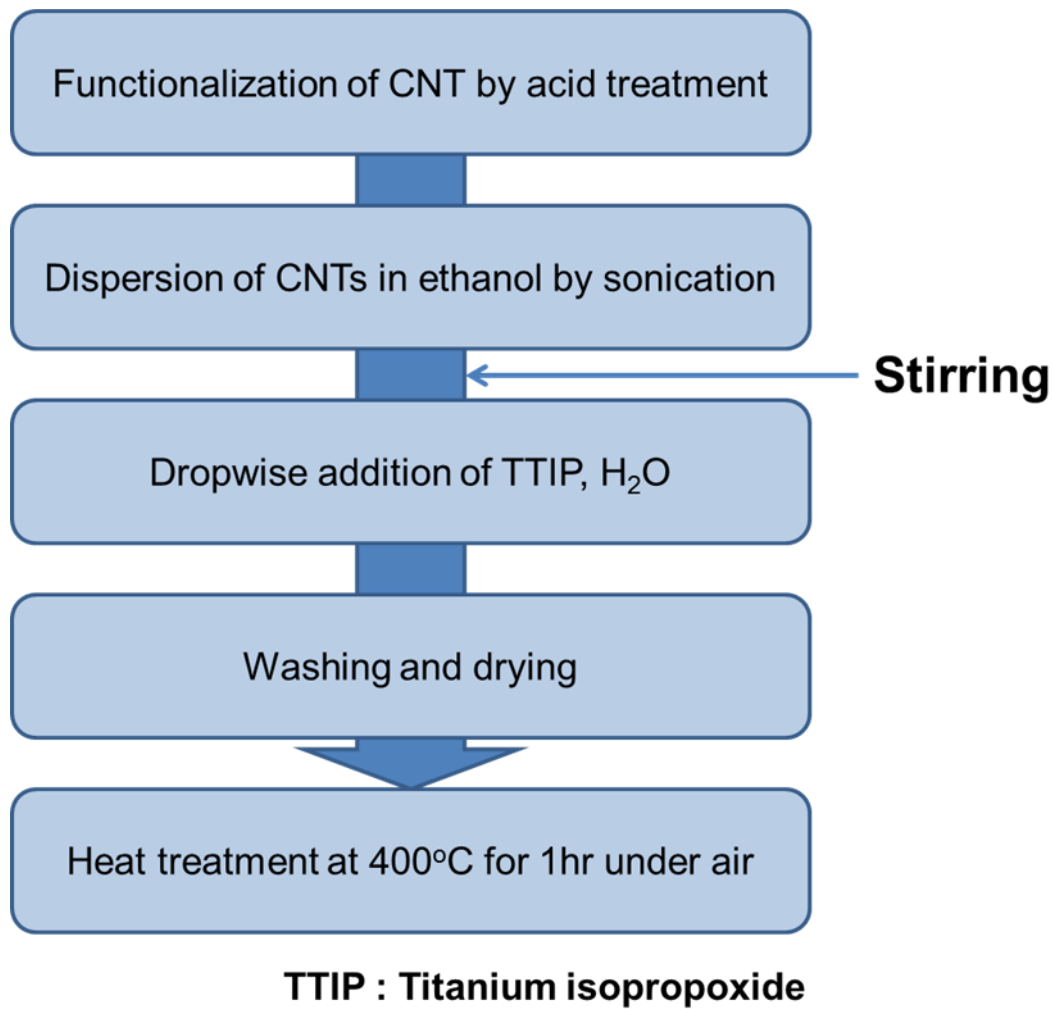 Functionalization of CNT by acid treatment
Dispersion of CNTs in ethanol by sonication
Stirring
Dropwise addition of TTIP, H₂O
Washing and drying
Heat treatment at 400ºC for 1hr under air
TTIP : Titanium isopropoxide